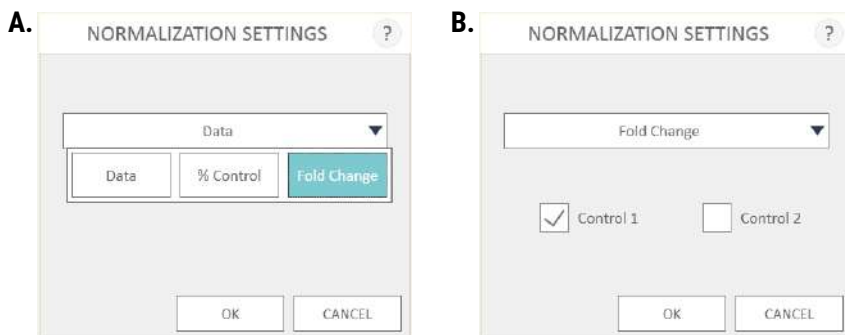 A.
NORMALIZATION SETTINGS ?
Data
Data % Control Fold Change
OK CANCEL
B.
NORMALIZATION SETTINGS ?
Fold Change
Control 1 Control 2
OK CANCEL